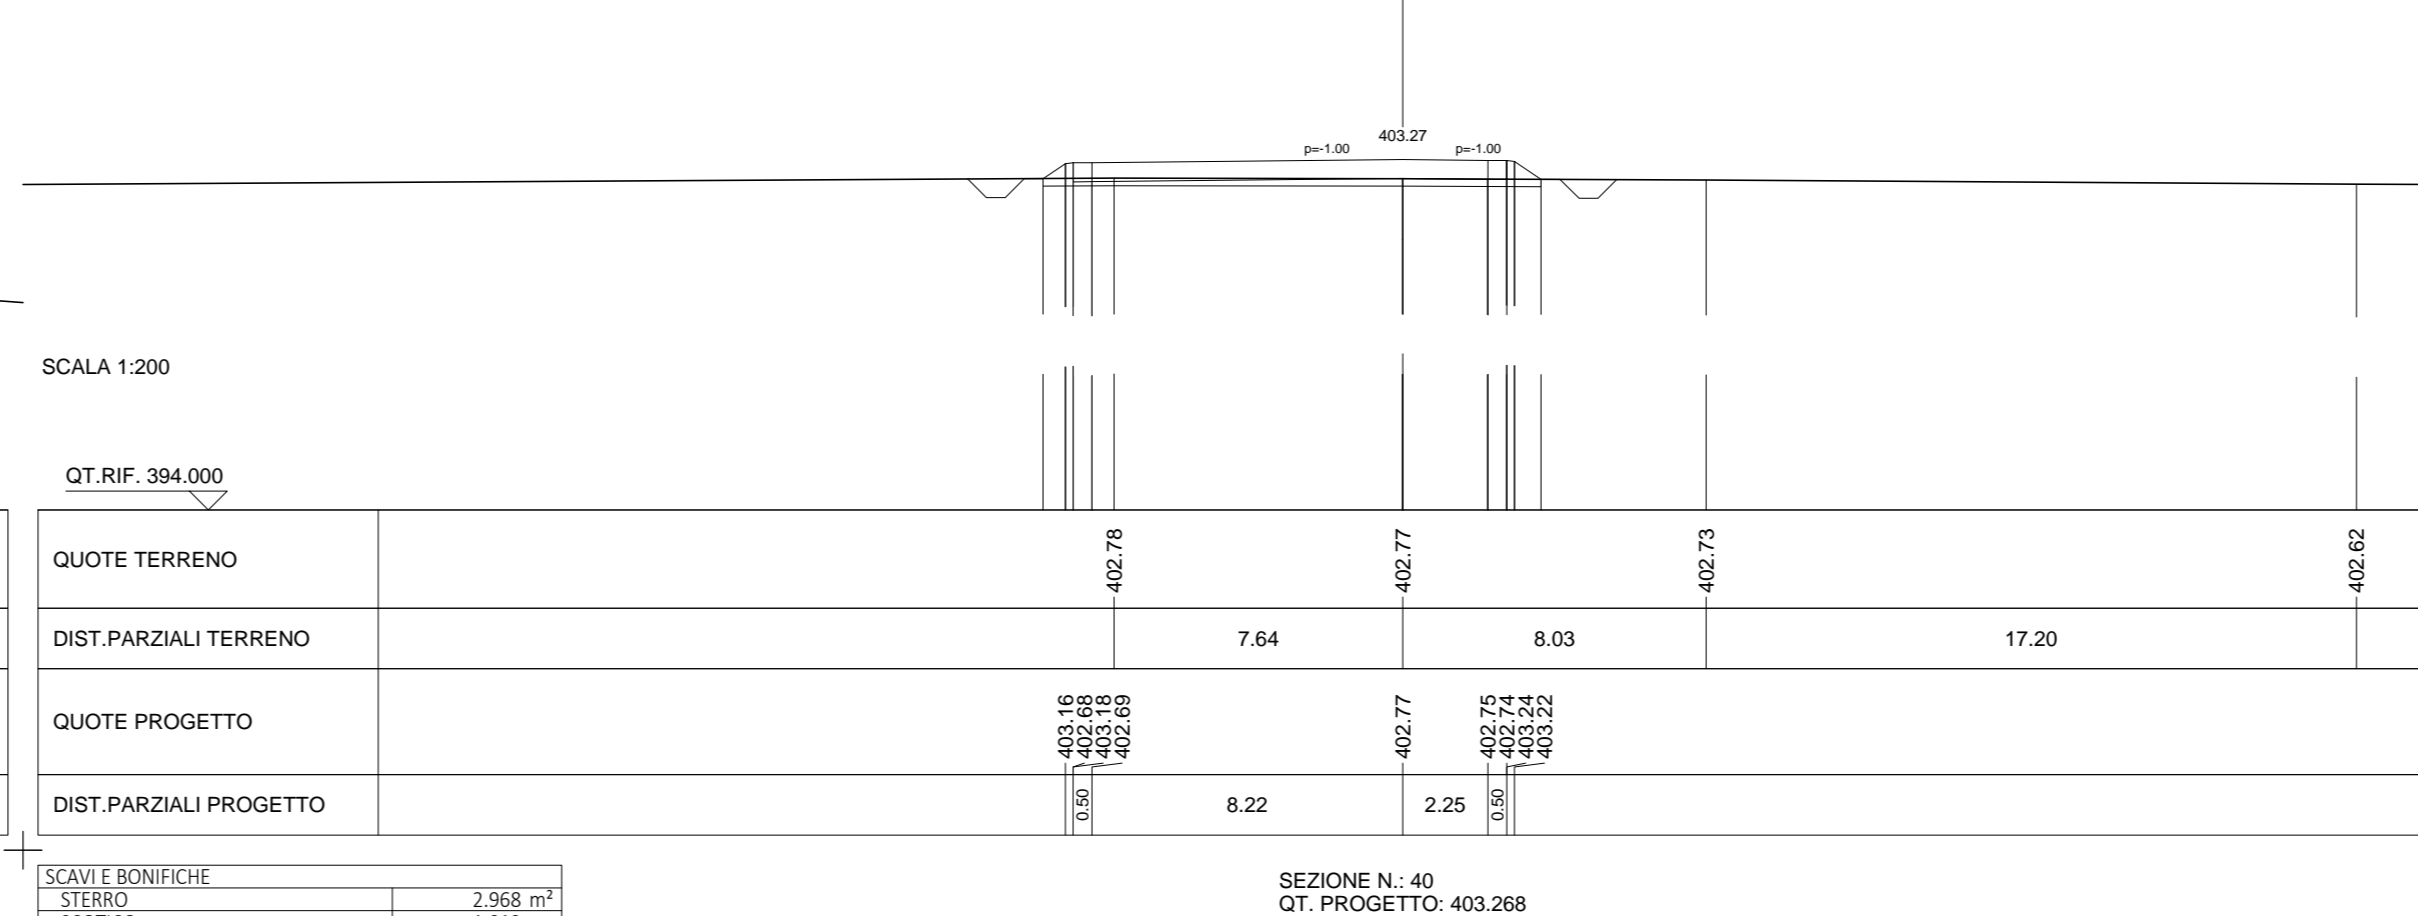 403.27
p=-1.00 p=-1.00
SCALA 1:200
QT.RIF. 394.000
QUOTE TERRENO 402.78 402.77 402.73 402.62
DIST.PARZIALI TERRENO 7.64 8.03 17.20
QUOTE PROGETTO 403.16 402.68 403.18 402.69 402.77 402.75 402.74 403.24 403.22
DIST.PARZIALI PROGETTO 0.50 8.22 2.25 0.50
SCAVI E BONIFICHE
STERRO 2.968 m²
SEZIONE N.: 40
QT. PROGETTO: 403.268